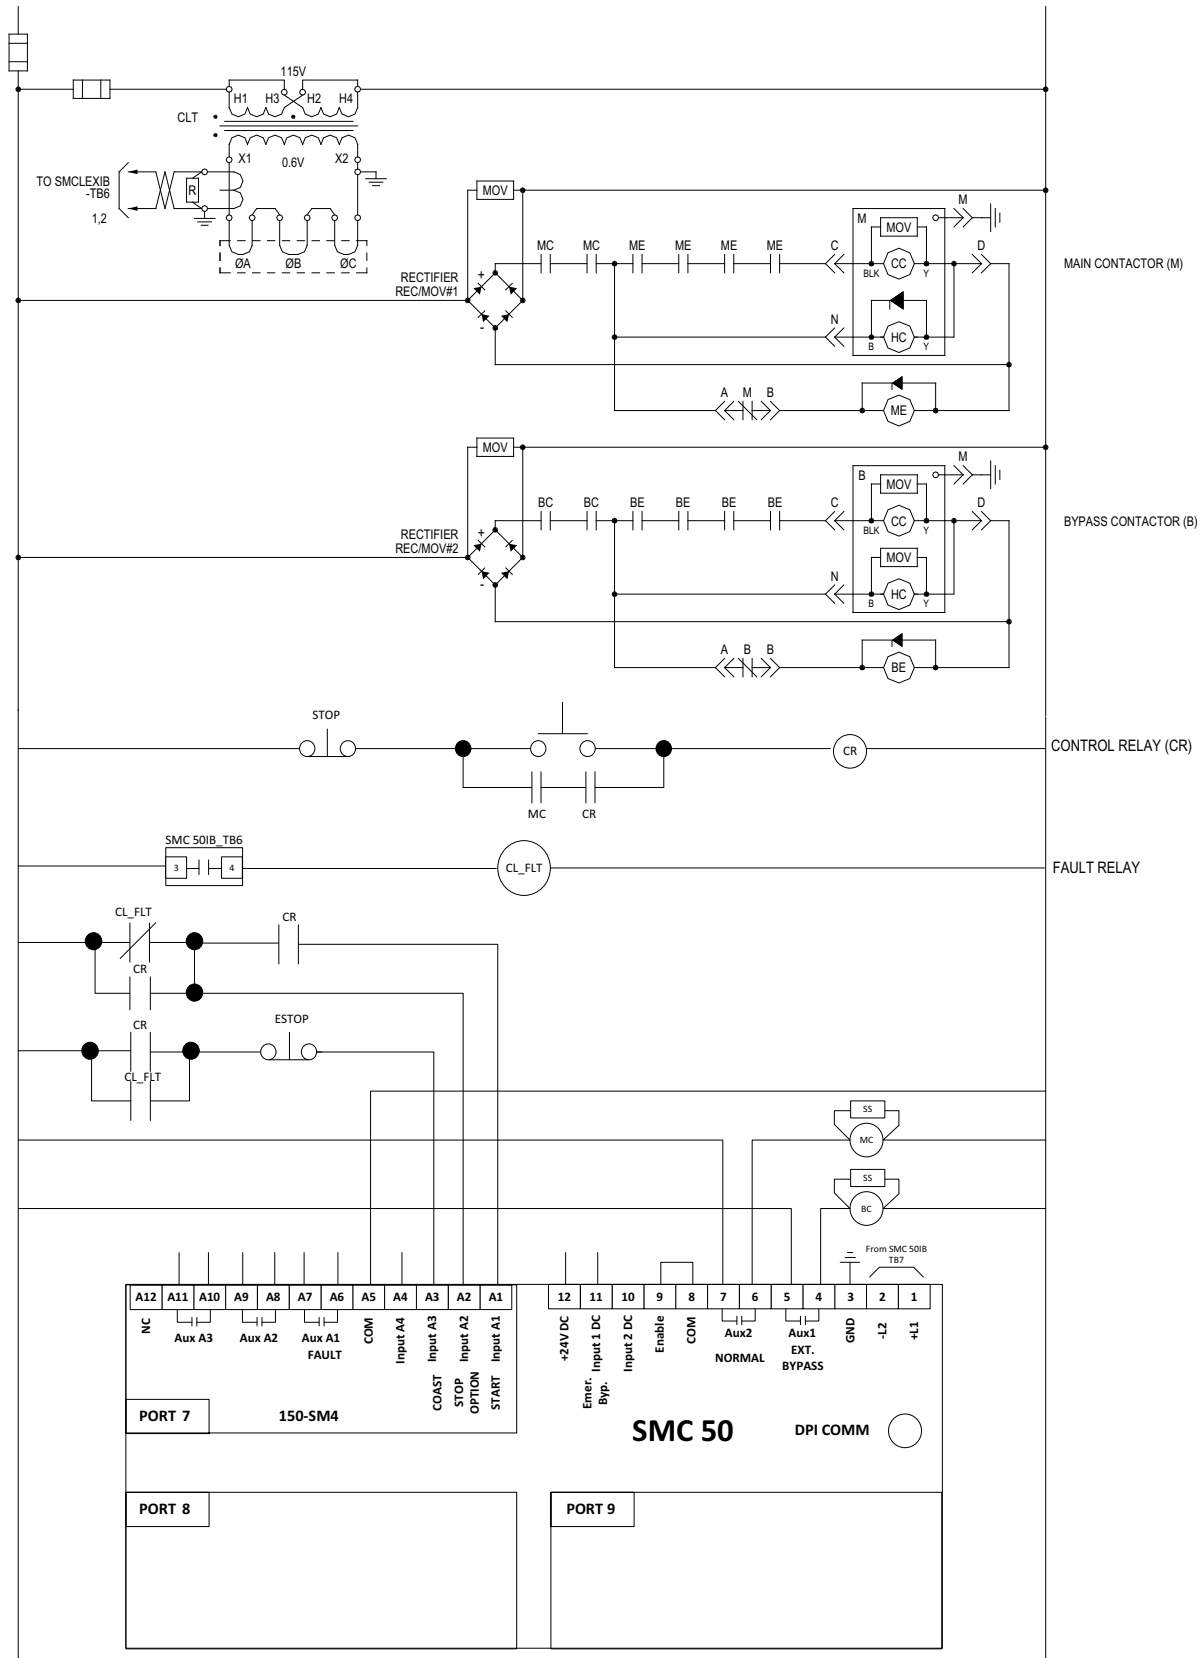 115V
H1 H3 H2 H4
CLT
X1 0.6V X2
TO SMCLEXIB
-TB6
1,2
R
ØA ØB ØC
MOV
M
M
MOV
MC MC ME ME ME ME C D
CC
BLK Y
MAIN CONTACTOR (M)
RECTIFIER
REC/MOV#1
+
-
N
HC
B Y
A M B
ME
MOV
M
B
MOV
BC BC BE BE BE BE C D
CC
BLK Y
BYPASS CONTACTOR (B)
RECTIFIER
REC/MOV#2
+
-
MOV
N
HC
B Y
A B B
BE
STOP
CR
CONTROL RELAY (CR)
MC CR
SMC 50IB_TB6
3 4
CL_FLT
FAULT RELAY
CL_FLT
CR
CR
CR
ESTOP
CL_FLT
SS
MC
SS
BC
From SMC 50IB
TB7
A12 A11 A10 A9 A8 A7 A6 A5 A4 A3 A2 A1
12 11 10 9 8 7 6 5 4 3 2 1
NC
Aux A3
Aux A2
Aux A1
FAULT
COM
Input A4
Input A3
COAST
Input A2
STOP
OPTION
Input A1
START
+24V DC
Input 1 DC
Emer.
Byp.
Input 2 DC
Enable
COM
Aux2
NORMAL
Aux1
EXT.
BYPASS
GND
-L2
+L1
PORT 7
150-SM4
SMC 50
DPI COMM
PORT 8
PORT 9